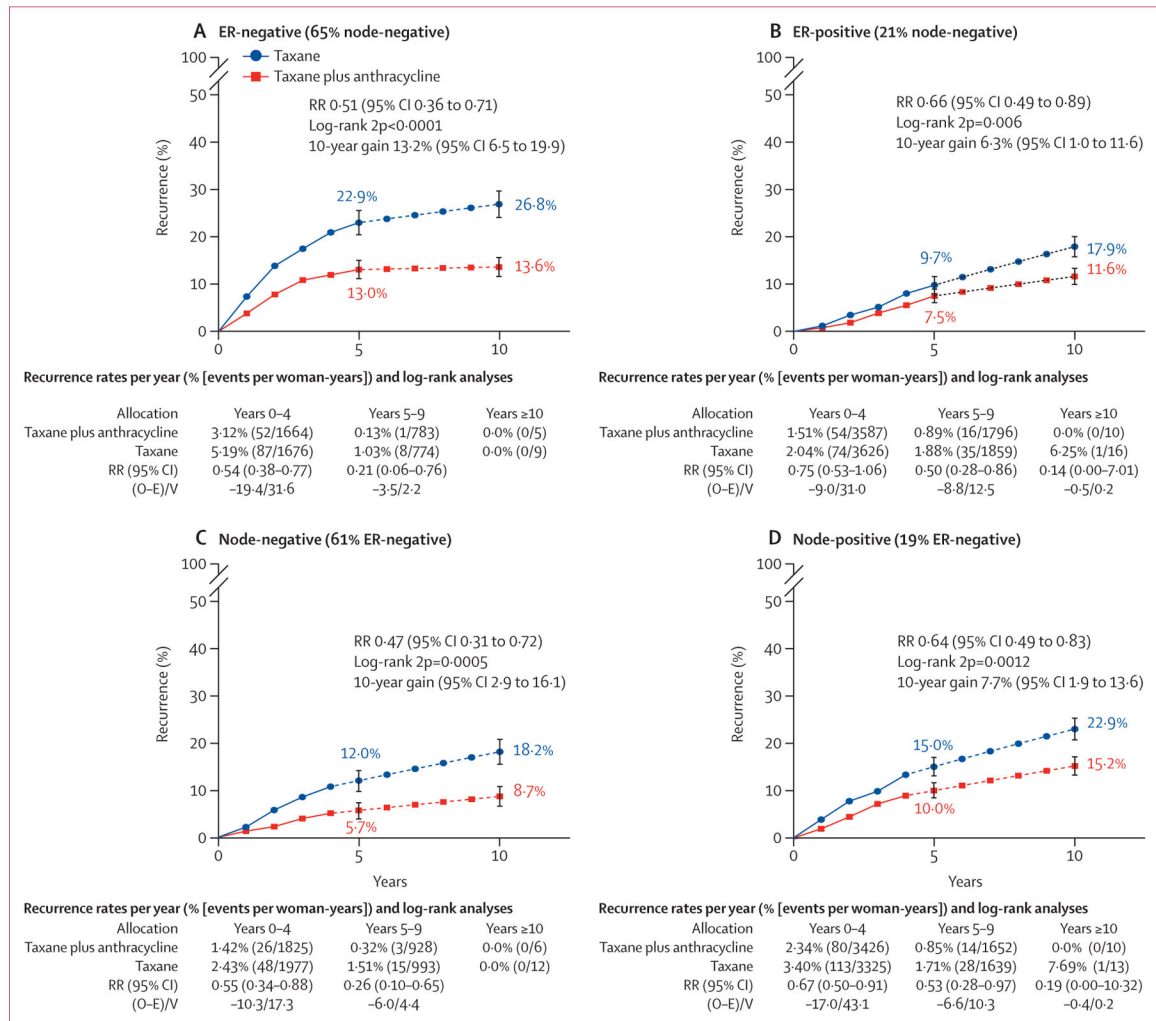 A ER-negative (65% node-negative)
Taxane
Taxane plus anthracycline
RR 0·51 (95% CI 0·36 to 0·71)
Log-rank 2p<0·0001
10-year gain 13·2% (95% CI 6·5 to 19·9)
100
50
40
30
20
10
0
Recurrence (%)
22·9%
26·8%
13·0%
13·6%
0
5
10
Recurrence rates per year (% [events per woman-years]) and log-rank analyses
Allocation Years 0–4 Years 5–9 Years ≥10
Taxane plus anthracycline 3·12% (52/1664) 0·13% (1/783) 0·0% (0/5)
Taxane 5·19% (87/1676) 1·03% (8/774) 0·0% (0/9)
RR (95% CI) 0·54 (0·38–0·77) 0·21 (0·06–0·76)
(O–E)/V –19·4/31·6 –3·5/2·2
B ER-positive (21% node-negative)
RR 0·66 (95% CI 0·49 to 0·89)
Log-rank 2p=0·006
10-year gain 6·3% (95% CI 1·0 to 11·6)
100
50
40
30
20
10
0
Recurrence (%)
9·7%
17·9%
7·5%
11·6%
0
5
10
Recurrence rates per year (% [events per woman-years]) and log-rank analyses
Allocation Years 0–4 Years 5–9 Years ≥10
Taxane plus anthracycline 1·51% (54/3587) 0·89% (16/1796) 0·0% (0/10)
Taxane 2·04% (74/3626) 1·88% (35/1859) 6·25% (1/16)
RR (95% CI) 0·75 (0·53–1·06) 0·50 (0·28–0·86) 0·14 (0·00–7·01)
(O–E)/V –9·0/31·0 –8·8/12·5 –0·5/0·2
C Node-negative (61% ER-negative)
RR 0·47 (95% CI 0·31 to 0·72)
Log-rank 2p=0·0005
10-year gain (95% CI 2·9 to 16·1)
100
50
40
30
20
10
0
Recurrence (%)
12·0%
18·2%
5·7%
8·7%
0
5
10
Years
Recurrence rates per year (% [events per woman-years]) and log-rank analyses
Allocation Years 0–4 Years 5–9 Years ≥10
Taxane plus anthracycline 1·42% (26/1825) 0·32% (3/928) 0·0% (0/6)
Taxane 2·43% (48/1977) 1·51% (15/993) 0·0% (0/12)
RR (95% CI) 0·55 (0·34–0·88) 0·26 (0·10–0·65)
(O–E)/V –10·3/17·3 –6·0/4·4
D Node-positive (19% ER-negative)
RR 0·64 (95% CI 0·49 to 0·83)
Log-rank 2p=0·0012
10-year gain 7·7% (95% CI 1·9 to 13·6)
100
50
40
30
20
10
0
Recurrence (%)
15·0%
22·9%
10·0%
15·2%
0
5
10
Years
Recurrence rates per year (% [events per woman-years]) and log-rank analyses
Allocation Years 0–4 Years 5–9 Years ≥10
Taxane plus anthracycline 2·34% (80/3426) 0·85% (14/1652) 0·0% (0/10)
Taxane 3·40% (113/3325) 1·71% (28/1639) 7·69% (1/13)
RR (95% CI) 0·67 (0·50–0·91) 0·53 (0·28–0·97) 0·19 (0·00–10·32)
(O–E)/V –17·0/43·1 –6·6/10·3 –0·4/0·2